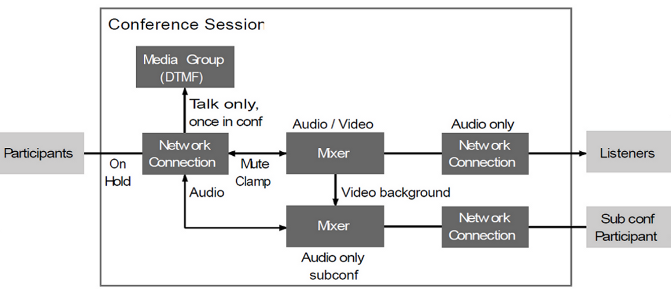 Conference Session
Media Group
(DTMF)
Talk only,
once in conf
Audio / Video
Audio only
Participants
On
Hold
Network
Connection
Mute
Clamp
Mixer
Network
Connection
Listeners
Audio
Video background
Mixer
Network
Connection
Sub conf
Participant
Audio only
subconf